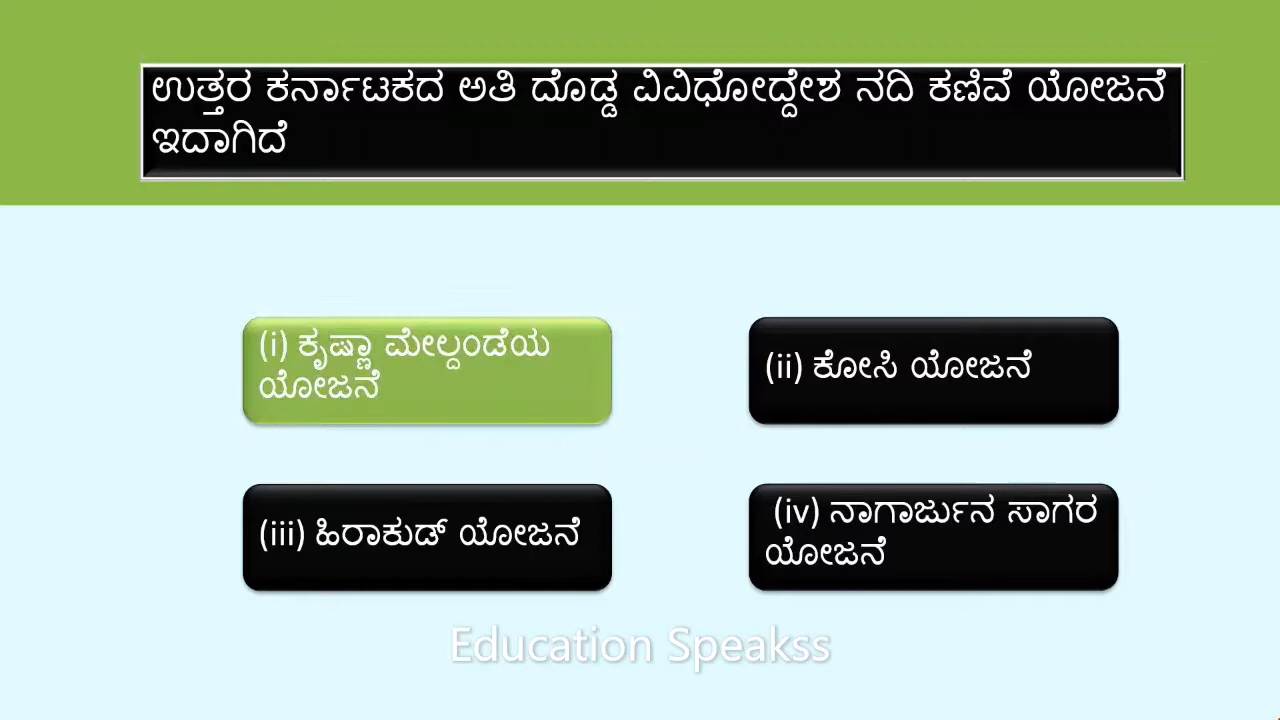 ಉತ್ತರ ಕರ್ನಾಟಕದ ಅತಿ ದೊಡ್ಡ ವಿವಿಧೋದ್ದೇಶ ನದಿ ಕಣಿವೆ ಯೋಜನೆ
ಇದಾಗಿದೆ
(i) ಕೃಷ್ಣಾ ಮೇಲ್ದಂಡೆಯ
ಯೋಜನೆ
(ii) ಕೋಸಿ ಯೋಜನೆ
(iii) ಹಿರಾಕುಡ್ ಯೋಜನೆ
(iv) ನಾಗಾರ್ಜುನ ಸಾಗರ
ಯೋಜನೆ
Education Speakss